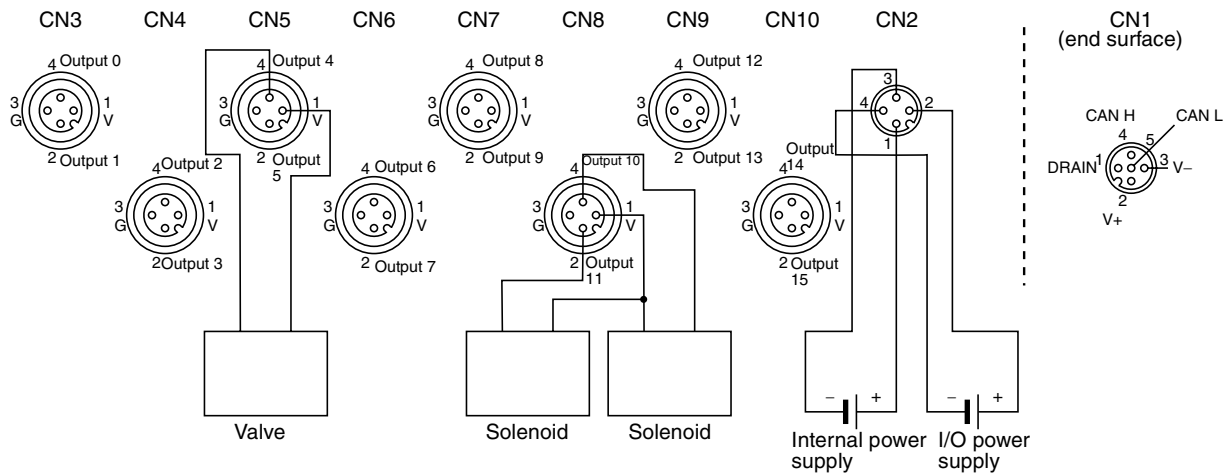 CN3
CN4
CN5
CN6
CN7
CN8
CN9
CN10
CN2
CN1
(end surface)
4 Output 0
3
G
1
V
2 Output 1
4 Output 2
3
G
1
V
2 Output 3
4 Output 4
3
G
1
V
2 Output
5
4 Output 6
3
G
1
V
2 Output 7
4 Output 8
3
G
1
V
2 Output 9
4 Output 10
3
G
1
V
2 Output
11
4 Output 12
3
G
1
V
2 Output 13
Output
4 14
3
G
1
V
2 Output
15
3
4
2
1
CAN H
CAN L
4
5
DRAIN 1
3 V–
2
V+
Valve
Solenoid
Solenoid
– +
Internal power
supply
– +
I/O power
supply